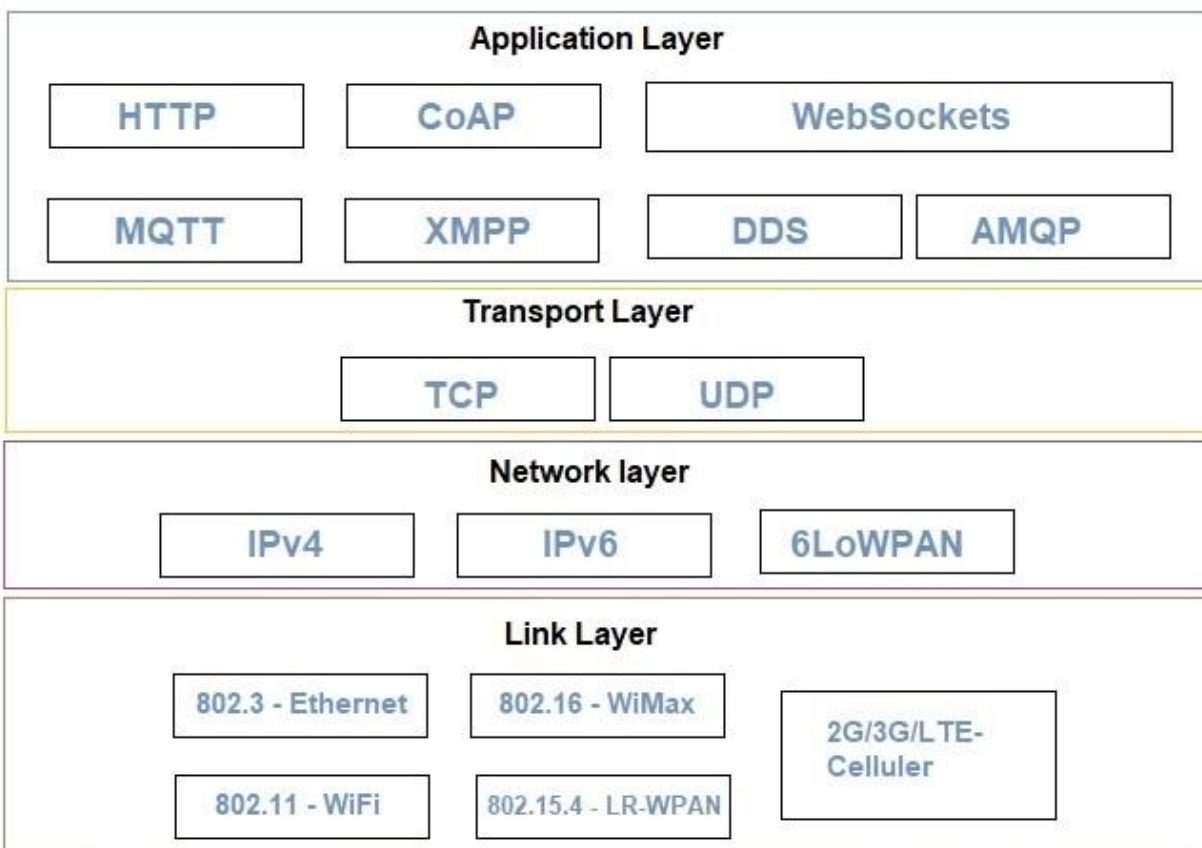 Application Layer
HTTP
CoAP
WebSockets
MQTT
XMPP
DDS
AMQP
Transport Layer
TCP
UDP
Network layer
IPv4
IPv6
6LoWPAN
Link Layer
802.3 - Ethernet
802.16 - WiMax
2G/3G/LTE-
Celluler
802.11 - WiFi
802.15.4 - LR-WPAN